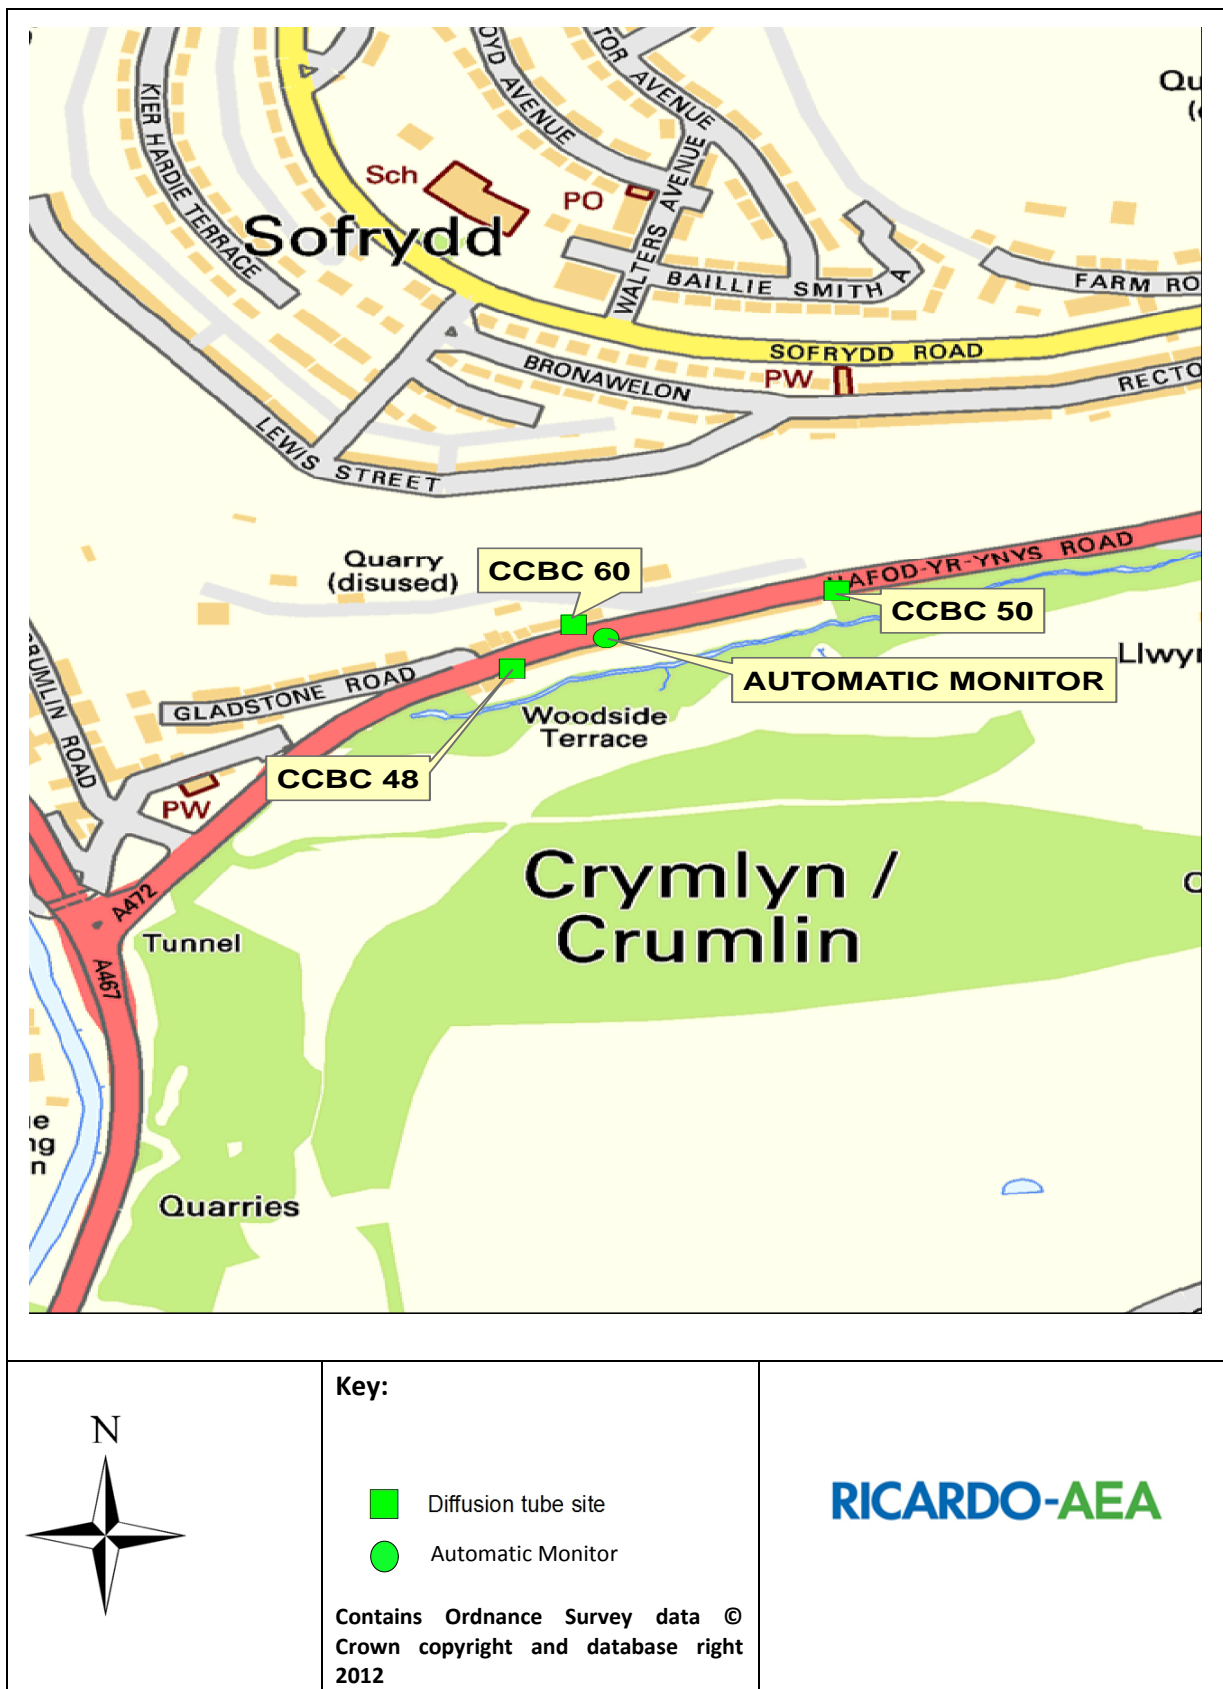 KIER HARDIE TERRACE
OYD AVENUE
TOR AVENUE
WALTERS AVENUE
Sch
PO
Sofrydd
BAILLIE SMITH A
FARM RO
SOFRYDD ROAD
BRONAWELON
PW
RECTO
LEWIS STREET
Quarry
(disused)
CCBC 60
HAFOD-YR-YNYS ROAD
CCBC 50
Llwyn
AUTOMATIC MONITOR
GLADSTONE ROAD
CRUMLIN ROAD
Woodside
Terrace
CCBC 48
PW
Crymlyn /
Crumlin
A472
Tunnel
A467
Quarries
N
Key:
Diffusion tube site
Automatic Monitor
Contains Ordnance Survey data ©
Crown copyright and database right
2012
RICARDO-AEA